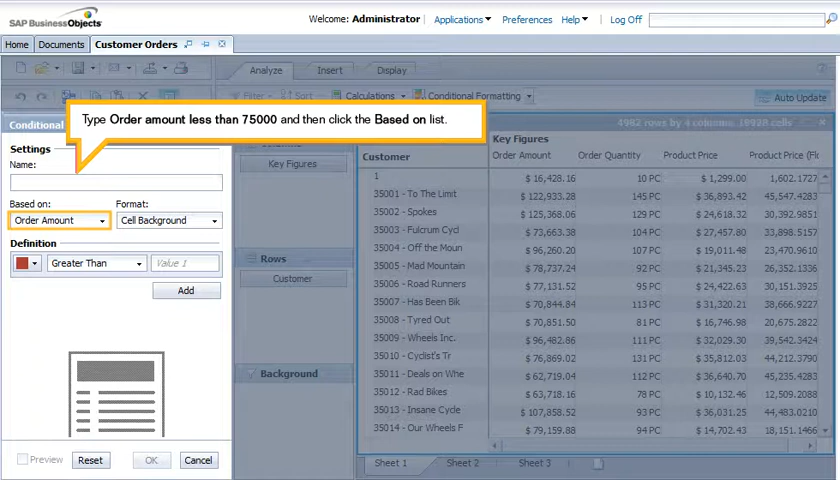 SAP BusinessObjects Welcome: Administrator Applications Preferences Help Log Off
Home Documents Customer Orders
Analyze Insert Display
Filter Sort Calculations Conditional Formatting Auto Update
Type Order amount less than 75000 and then click the Based on list.
Conditional
4982 rows by 4 columns 19928 cells
Settings
Name:
Based on: Format:
Order Amount Cell Background
Definition
Greater Than Value 1
Add
Preview Reset OK Cancel
Key Figures
Rows
Customer
Background
Key Figures
Customer Order Amount Order Quantity Product Price Product Price (Flo
1 $ 16,428.16 10 PC $ 1,299.00 1,602.1727
35001 - To The Limit $ 122,933.28 145 PC $ 36,893.42 45,547.4283
35002 - Spokes $ 125,368.06 129 PC $ 24,618.32 30,392.9851
35003 - Fulcrum Cycl $ 73,663.38 104 PC $ 27,457.80 33,898.5157
35004 - Off the Moun $ 96,260.20 107 PC $ 19,011.48 23,470.9610
35005 - Mad Mountain $ 78,737.24 92 PC $ 21,345.23 26,352.1336
35006 - Road Runners $ 77,131.52 95 PC $ 24,422.63 30,151.3925
35007 - Has Been Bik $ 70,844.84 113 PC $ 31,320.21 38,666.9227
35008 - Tyred Out $ 70,851.50 81 PC $ 16,746.98 20,675.2822
35009 - Wheels Inc. $ 96,482.86 111 PC $ 32,029.30 39,542.3424
35010 - Cyclist's Tr $ 76,869.02 131 PC $ 35,812.03 44,212.3790
35011 - Deals on Whe $ 62,719.04 112 PC $ 36,640.70 45,235.4283
35012 - Rad Bikes $ 63,718.16 78 PC $ 10,132.46 12,509.2088
35013 - Insane Cycle $ 107,858.52 93 PC $ 36,031.25 44,483.0210
35014 - Our Wheels F $ 79,159.88 94 PC $ 14,702.43 18,151.1466
Sheet 1 Sheet 2 Sheet 3